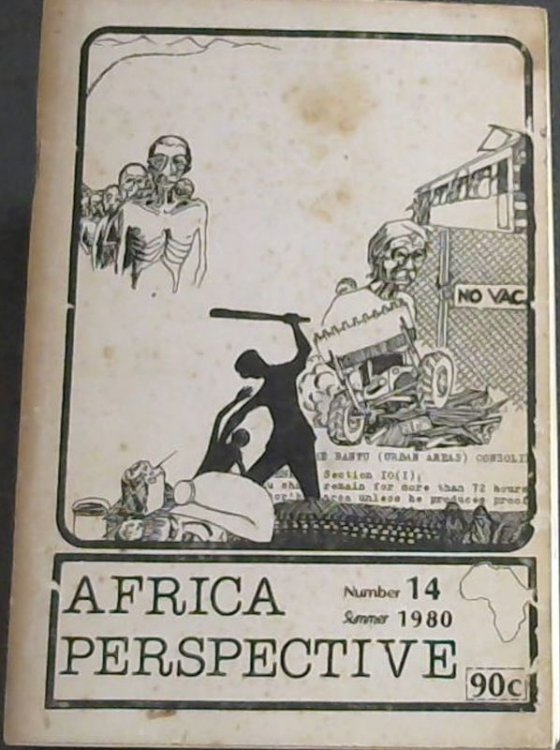 NO VAC
BANTU (URBAN AREAS) CONSOLI
Section 10(1);
remain for more than 72 hours
area unless he produces proof
AFRICA
PERSPECTIVE
Number 14
Summer 1980
90c